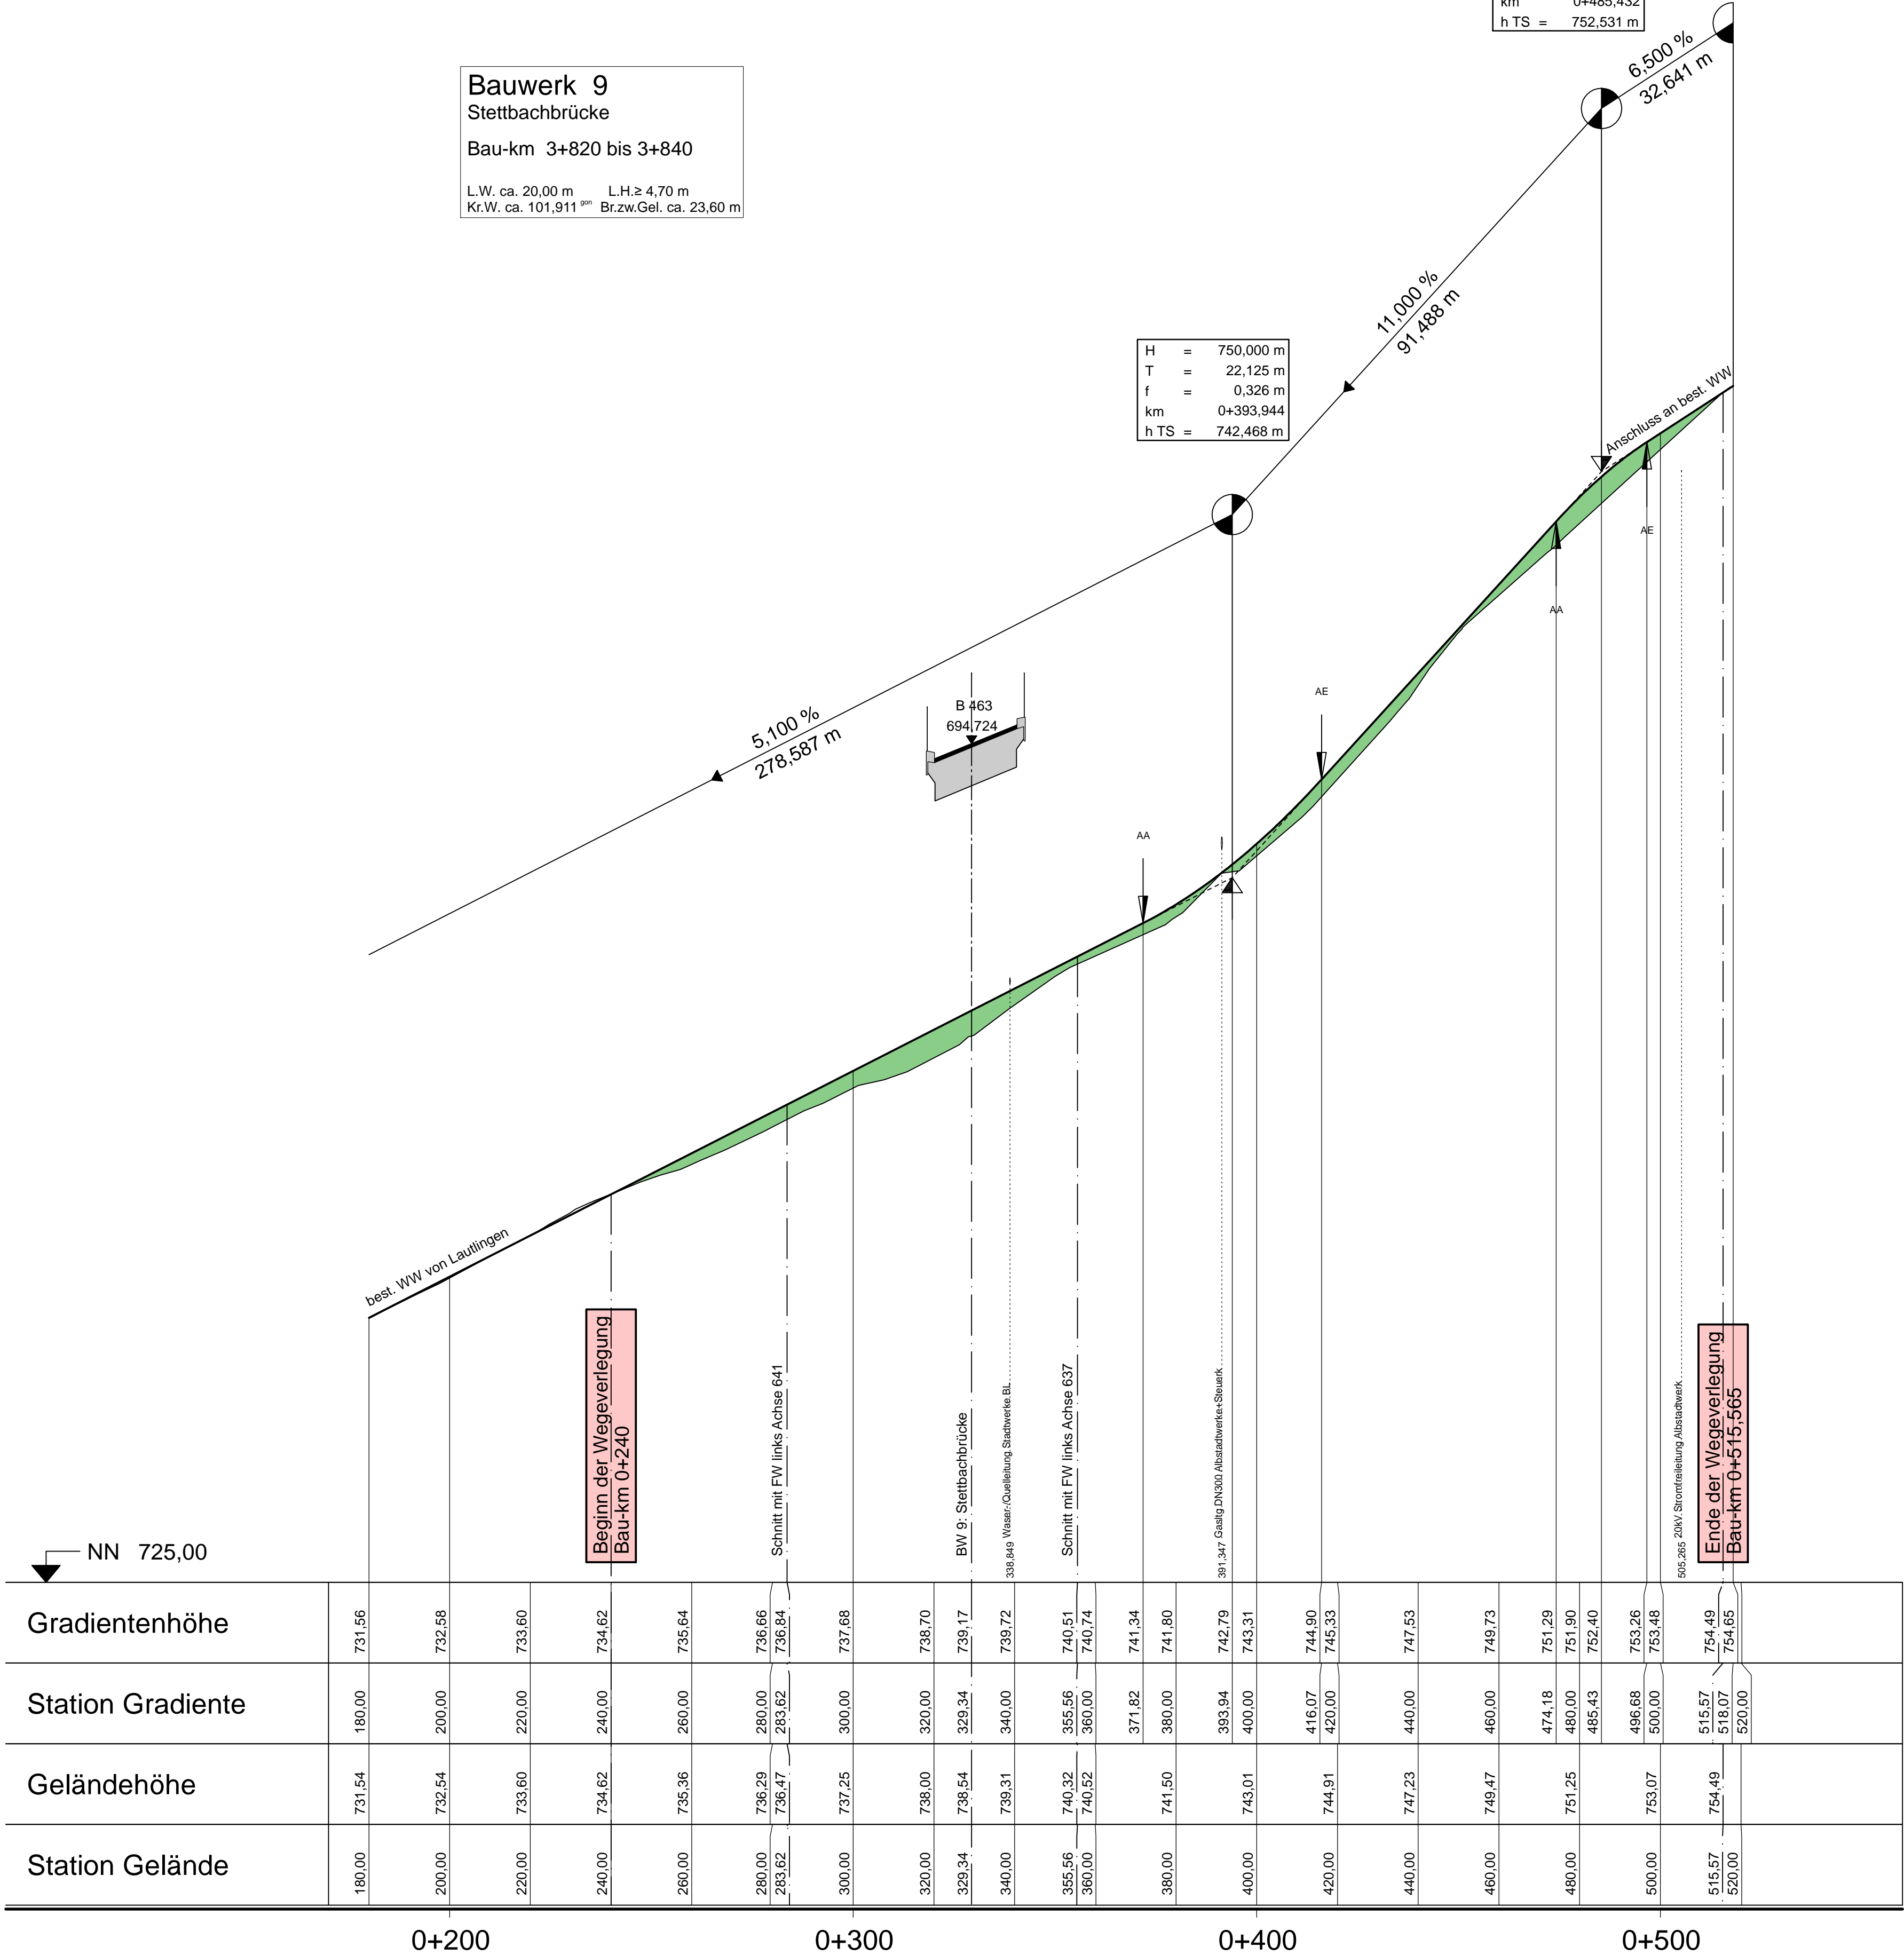 km 0+485,432
h TS = 752,531 m
6,500 %
32,641 m
Bauwerk 9
Stettbachbrücke
Bau-km 3+820 bis 3+840
L.W. ca. 20,00 m L.H.≥ 4,70 m
Kr.W. ca. 101,911 gon Br.zw.Gel. ca. 23,60 m
11,000 %
91,488 m
H = 750,000 m
T = 22,125 m
f = 0,326 m
km 0+393,944
h TS = 742,468 m
Anschluss an best. WW
AE
AA
AE
B 463
694,724
5,100 %
278,587 m
AA
best. WW von Lautlingen
Beginn der Wegeverlegung
Bau-km 0+240
Schnitt mit FW links Achse 641
BW 9: Stettbachbrücke
338,849 Waser-/Quelleitung Stadtwerke BL
Schnitt mit FW links Achse 637
391,347 Gasltg.DN300 Albstadtwerke+Steuerk
505,265 20kV Stromfreileitung Albstadtwerk
Ende der Wegeverlegung
Bau-km 0+515,565
NN 725,00
Gradientenhöhe 731,56 732,58 733,60 734,62 735,64 736,66 736,84 737,68 738,70 739,17 739,72 740,51 740,74 741,34 741,80 742,79 743,31 744,90 745,33 747,53 749,73 751,29 751,90 752,40 753,26 753,48 754,49 754,65
Station Gradiente 180,00 200,00 220,00 240,00 260,00 280,00 283,62 300,00 320,00 329,34 340,00 355,56 360,00 371,82 380,00 393,94 400,00 416,07 420,00 440,00 460,00 474,18 480,00 485,43 496,68 500,00 515,57 518,07 520,00
Geländehöhe 731,54 732,54 733,60 734,62 735,36 736,29 736,47 737,25 738,00 738,54 739,31 740,32 740,52 741,50 743,01 744,91 747,23 749,47 751,25 753,07 754,49
Station Gelände 180,00 200,00 220,00 240,00 260,00 280,00 283,62 300,00 320,00 329,34 340,00 355,56 360,00 380,00 400,00 420,00 440,00 460,00 480,00 500,00 515,57 520,00
0+200 0+300 0+400 0+500